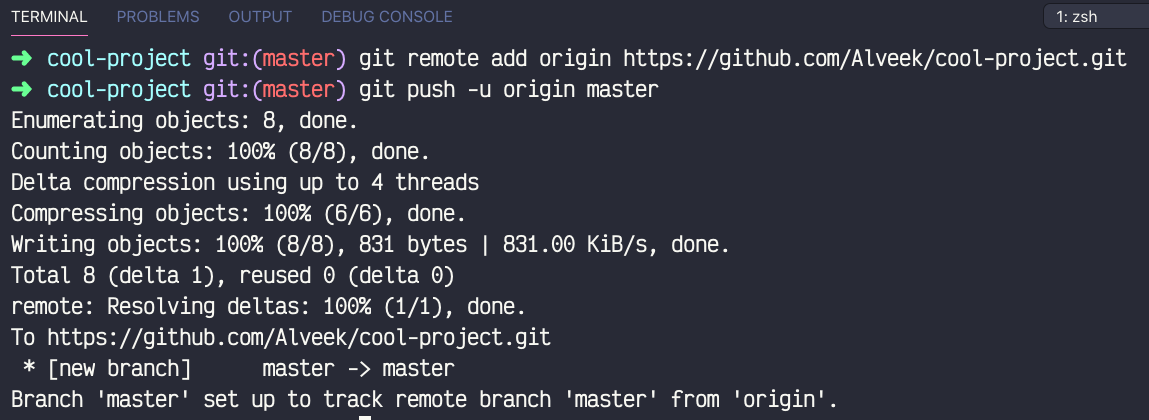 TERMINAL PROBLEMS OUTPUT DEBUG CONSOLE 1: zsh
➜ cool-project git:(master) git remote add origin https://github.com/Alveek/cool-project.git
➜ cool-project git:(master) git push -u origin master
Enumerating objects: 8, done.
Counting objects: 100% (8/8), done.
Delta compression using up to 4 threads
Compressing objects: 100% (6/6), done.
Writing objects: 100% (8/8), 831 bytes | 831.00 KiB/s, done.
Total 8 (delta 1), reused 0 (delta 0)
remote: Resolving deltas: 100% (1/1), done.
To https://github.com/Alveek/cool-project.git
 * [new branch]      master -> master
Branch 'master' set up to track remote branch 'master' from 'origin'.